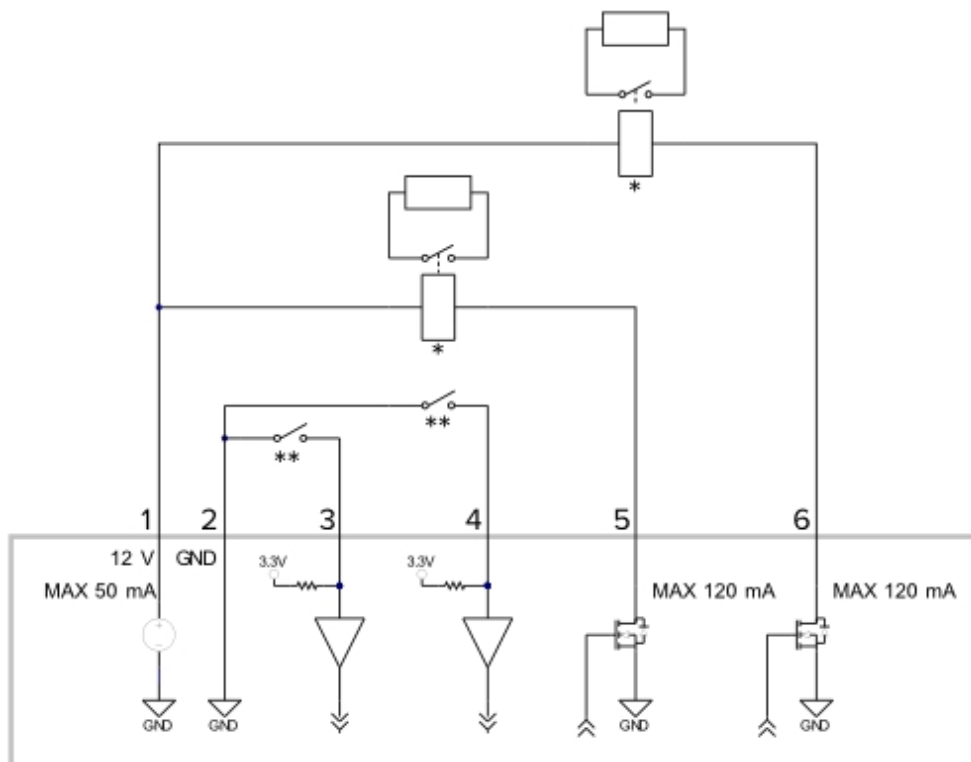 *
*
**
**
1 2 3 4 5 6
12 V GND 3.3V 3.3V
MAX 50 mA MAX 120 mA MAX 120 mA
GND GND GND GND